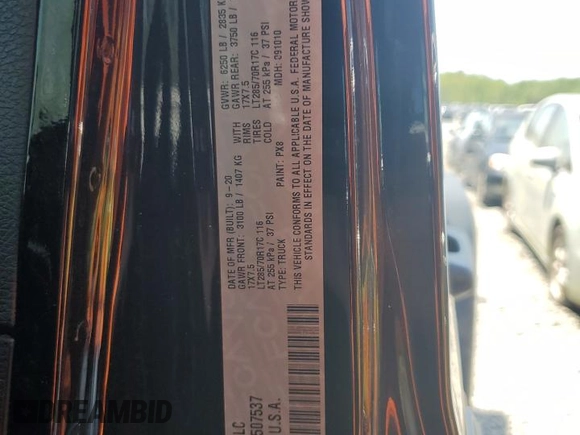 DATE OF MFR (BUILT): 9-20 GVWR: 6250 LB / 2835 K
GAWR FRONT: 3100 LB / 1407 KG WITH GAWR REAR: 3750 LB /
17X7.5 RIMS 17X7.5
LT285/70R17C 116 TIRES LT285/70R17C 116
AT 255 kPa / 37 PSI COLD AT 255 kPa / 37 PSI
TYPE: TRUCK PAINT: PX8 MDH: 091010
THIS VEHICLE CONFORMS TO ALL APPLICABLE U.S.A. FEDERAL MOTOR
STANDARDS IN EFFECT ON THE DATE OF MANUFACTURE SHOW
LC
507537
U.S.A.
DREAMBID